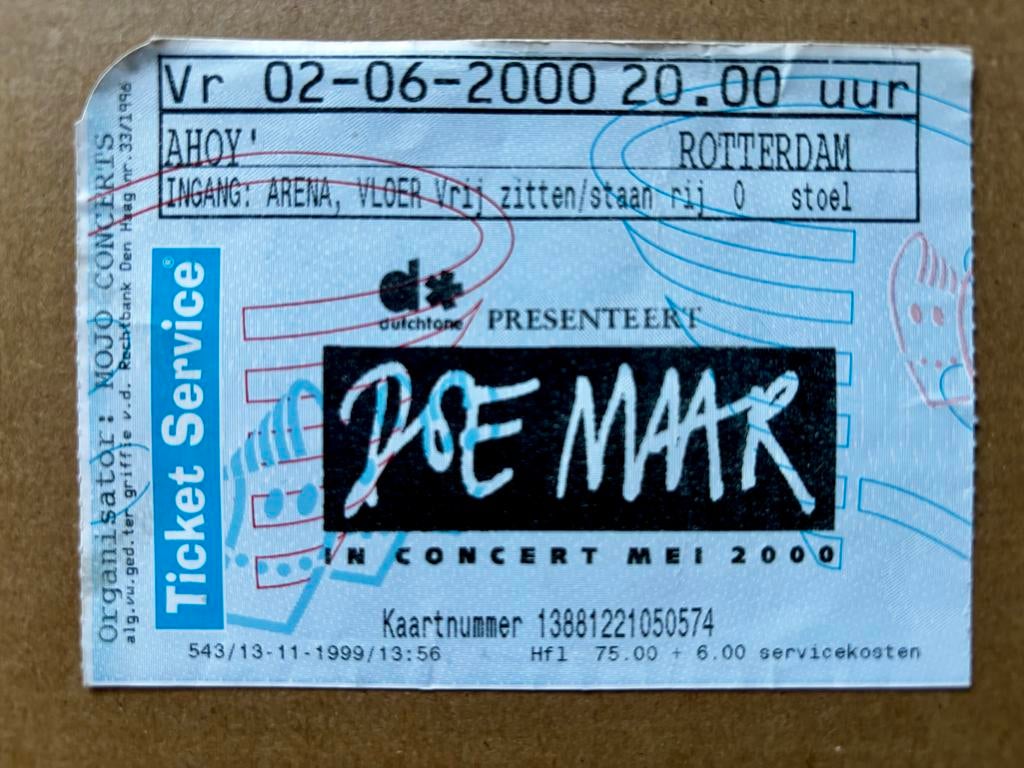 Vr 02-06-2000 20.00 uur
AHOY' ROTTERDAM
INGANG: ARENA, VLOER Vrij zitten/staan rij 0 stoel
Organisator: MOJO CONCERTS
alg.vw.ged.ter griffie v.d. Rechtbank Den Haag nr.33/1996
Ticket Service®
d*
dutchtone PRESENTEERT
DOE MAAR
IN CONCERT MEI 2000
Kaartnummer 13881221050574
543/13-11-1999/13:56 Hfl 75.00 + 6.00 servicekosten